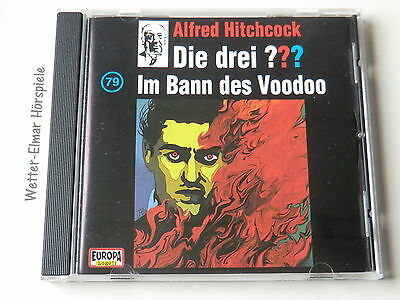 Alfred Hitchcock
Die drei ???
79
Im Bann des Voodoo
EUROPA
Wetter-Elmar Hörspiele